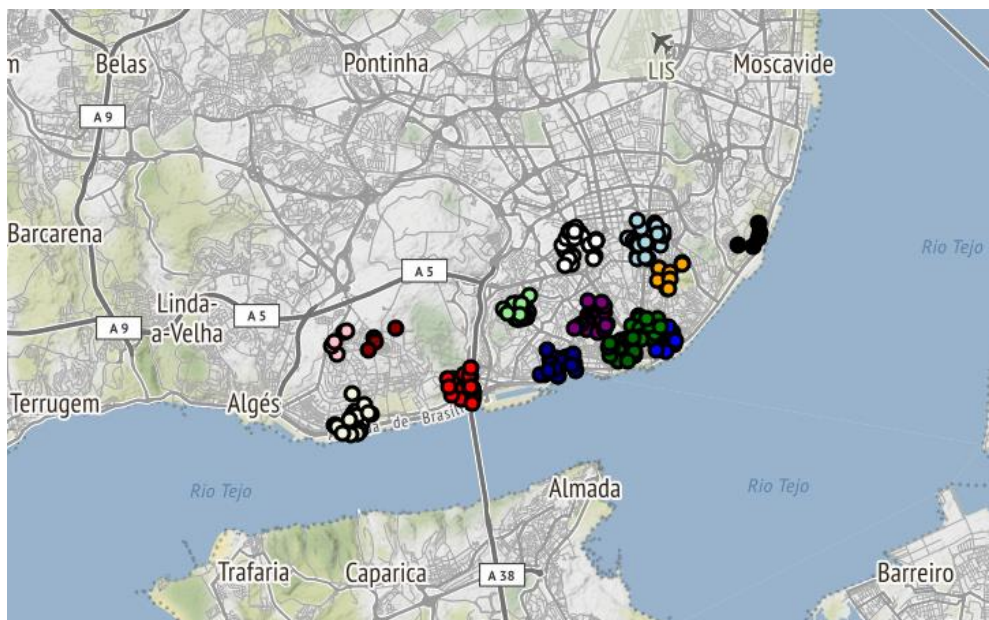 m
Belas
Pontinha
LIS
Moscavide
A 9
Barcarena
Rio Tejo
A 5
Linda-
a-Velha
A 5
A 9
Terrugem
Algés
de Brasíl
Rio Tejo
Almada
Rio Tejo
Trafaria
Caparica
A 38
Barreiro